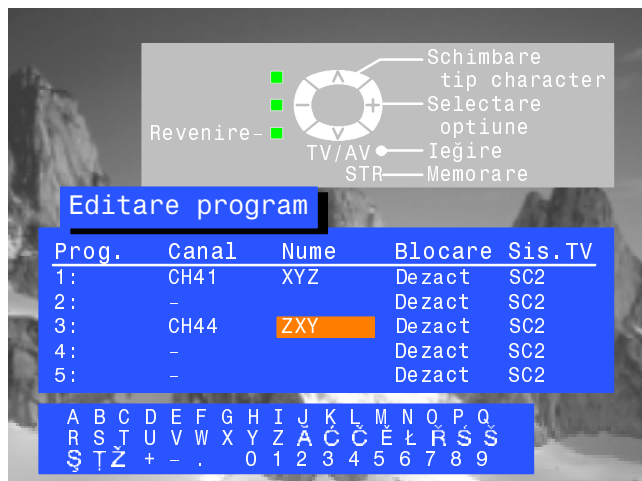 Schimbare
tip character
Selectare
optiune
Revenire-
TV/AV Ieğire
STR Memorare
Editare program
Prog. Canal Nume Blocare Sis.TV
1: CH41 XYZ Dezact SC2
2: - Dezact SC2
3: CH44 ZXY Dezact SC2
4: - Dezact SC2
5: - Dezact SC2
A B C D E F G H I J K L M N O P Q
R S T U V W X Y Z Ă Ć Č Ě Ł Ř Ś Š
Ş Ţ Ž + - . 0 1 2 3 4 5 6 7 8 9